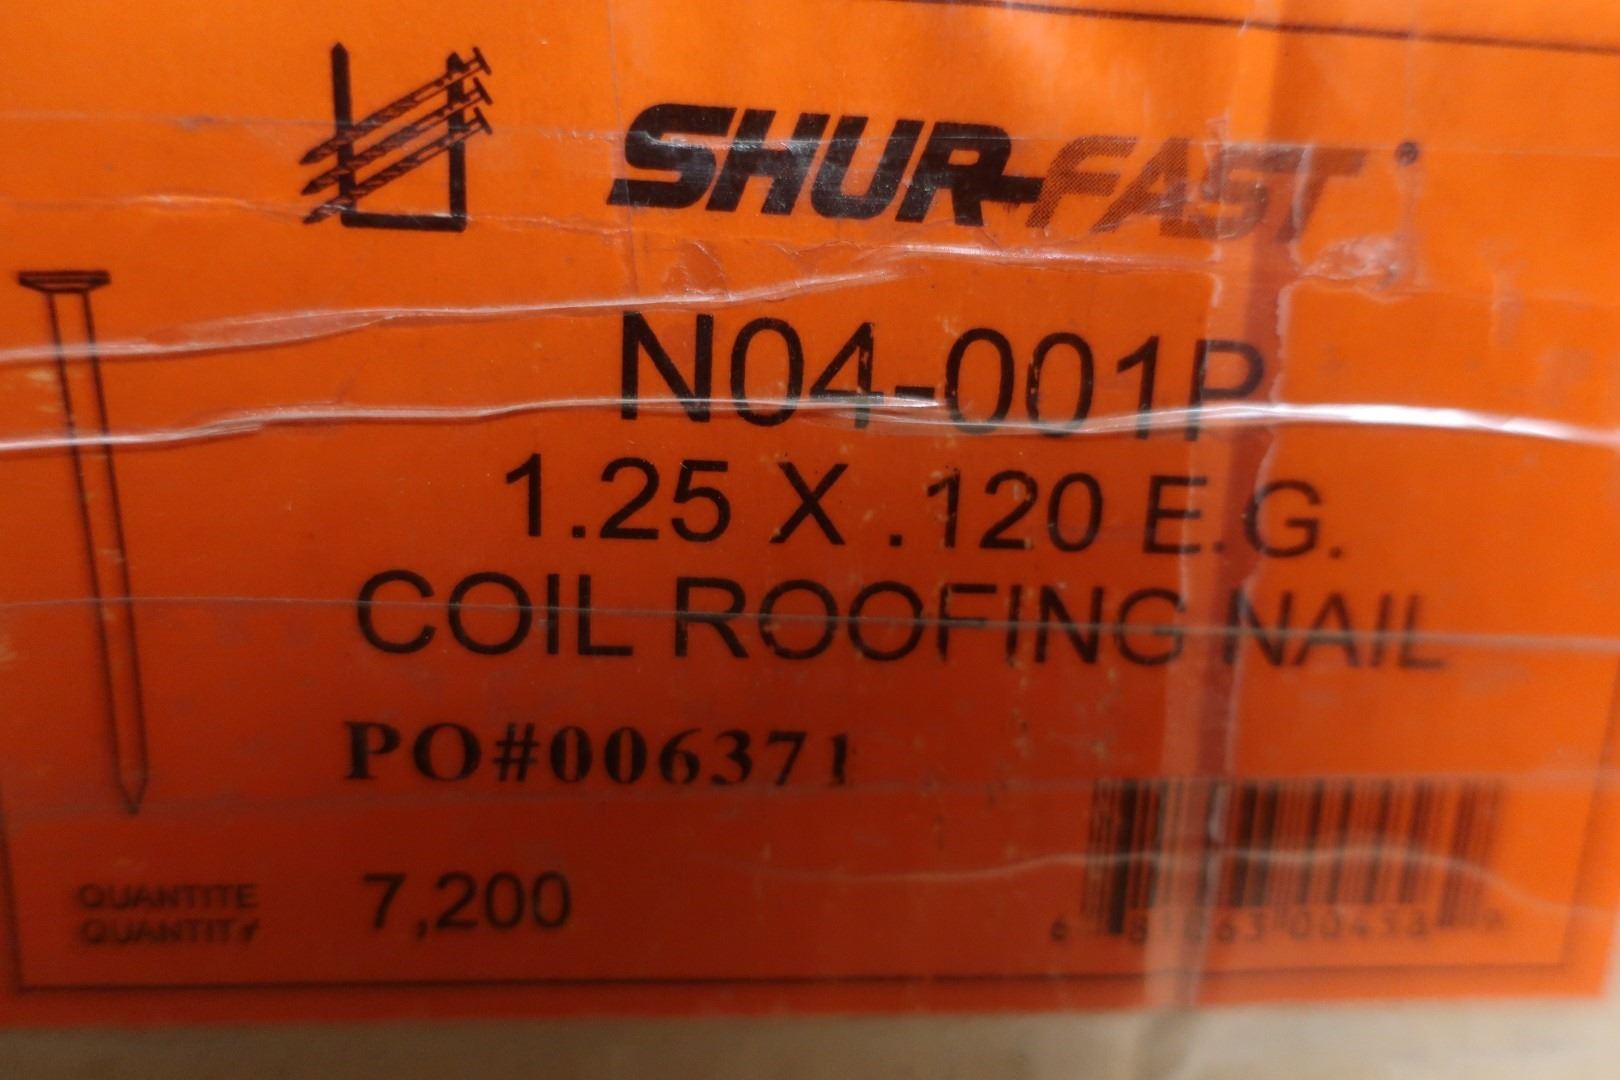 SHUR-FAST®
N04-001P
1.25 X .120 E.G.
COIL ROOFING NAIL
PO#006371
QUANTITE
QUANTITY
7,200